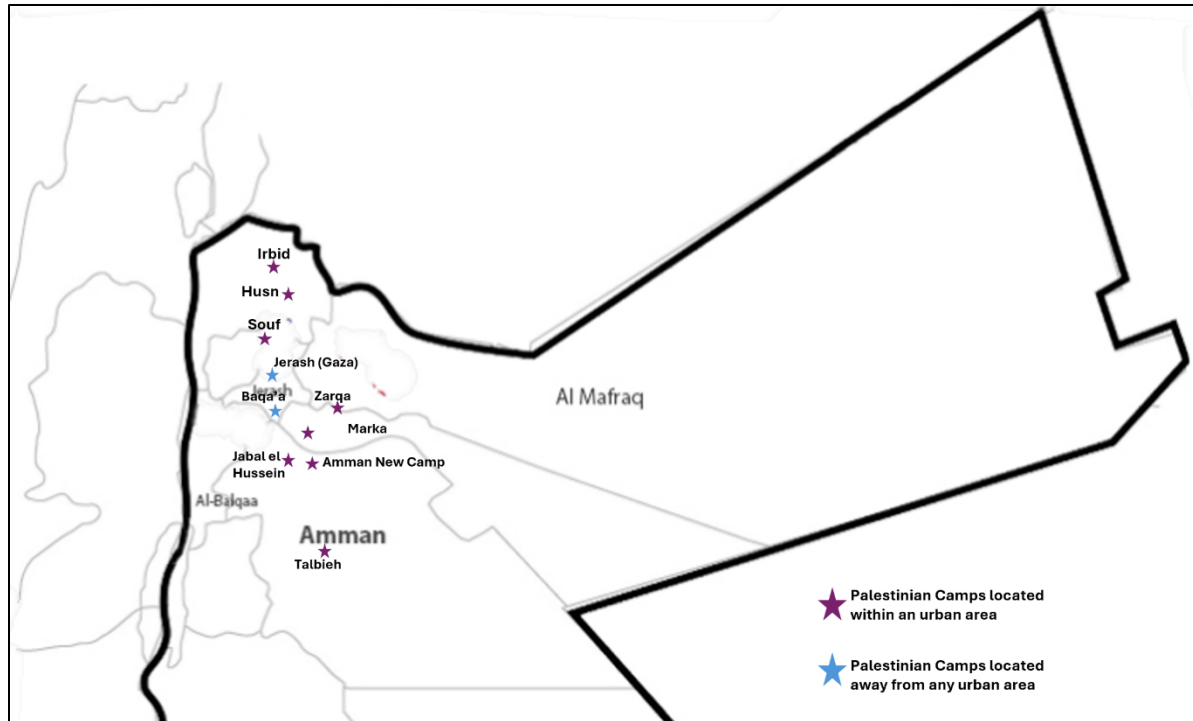 Irbid
Husn
Souf
Jerash (Gaza)
Jerash
Baqa'a
Zarqa
Al Mafraq
Marka
Jabal el
Hussein
Amman New Camp
Al-Balqaa
Amman
Talbieh
Palestinian Camps located
within an urban area
Palestinian Camps located
away from any urban area